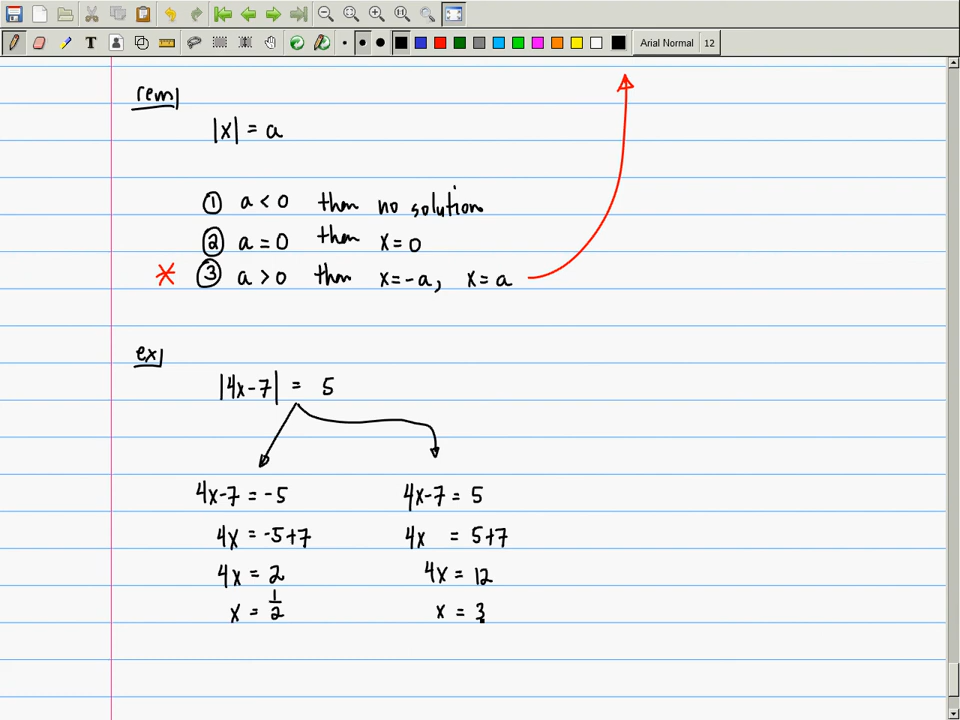 Arial Normal 12
rem
|x| = a
① a < 0 then no solution
② a = 0 then x = 0
* ③ a > 0 then x = -a, x = a
ex
|4x-7| = 5
4x-7 = -5 4x-7 = 5
4x = -5+7 4x = 5+7
4x = 2 4x = 12
x = 1/2 x = 3